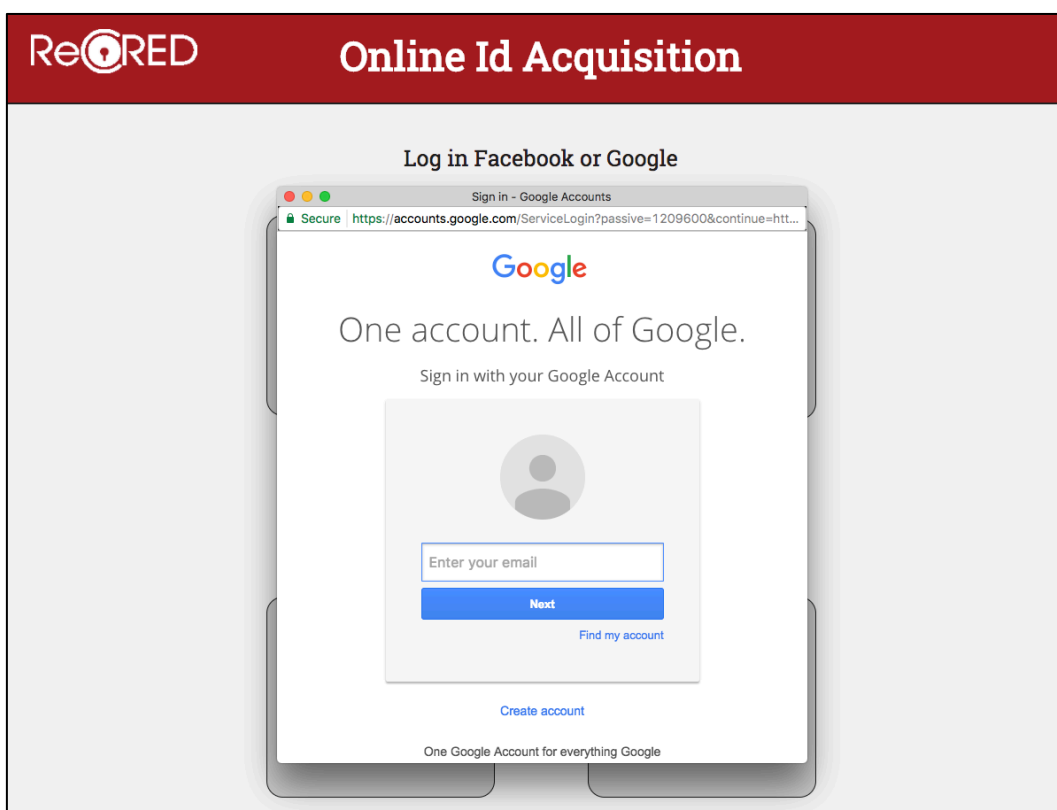 ReCRED
Online Id Acquisition
Log in Facebook or Google
Sign in - Google Accounts
Secure https://accounts.google.com/ServiceLogin?passive=1209600&continue=htt...
Google
One account. All of Google.
Sign in with your Google Account
Enter your email
Next
Find my account
Create account
One Google Account for everything Google